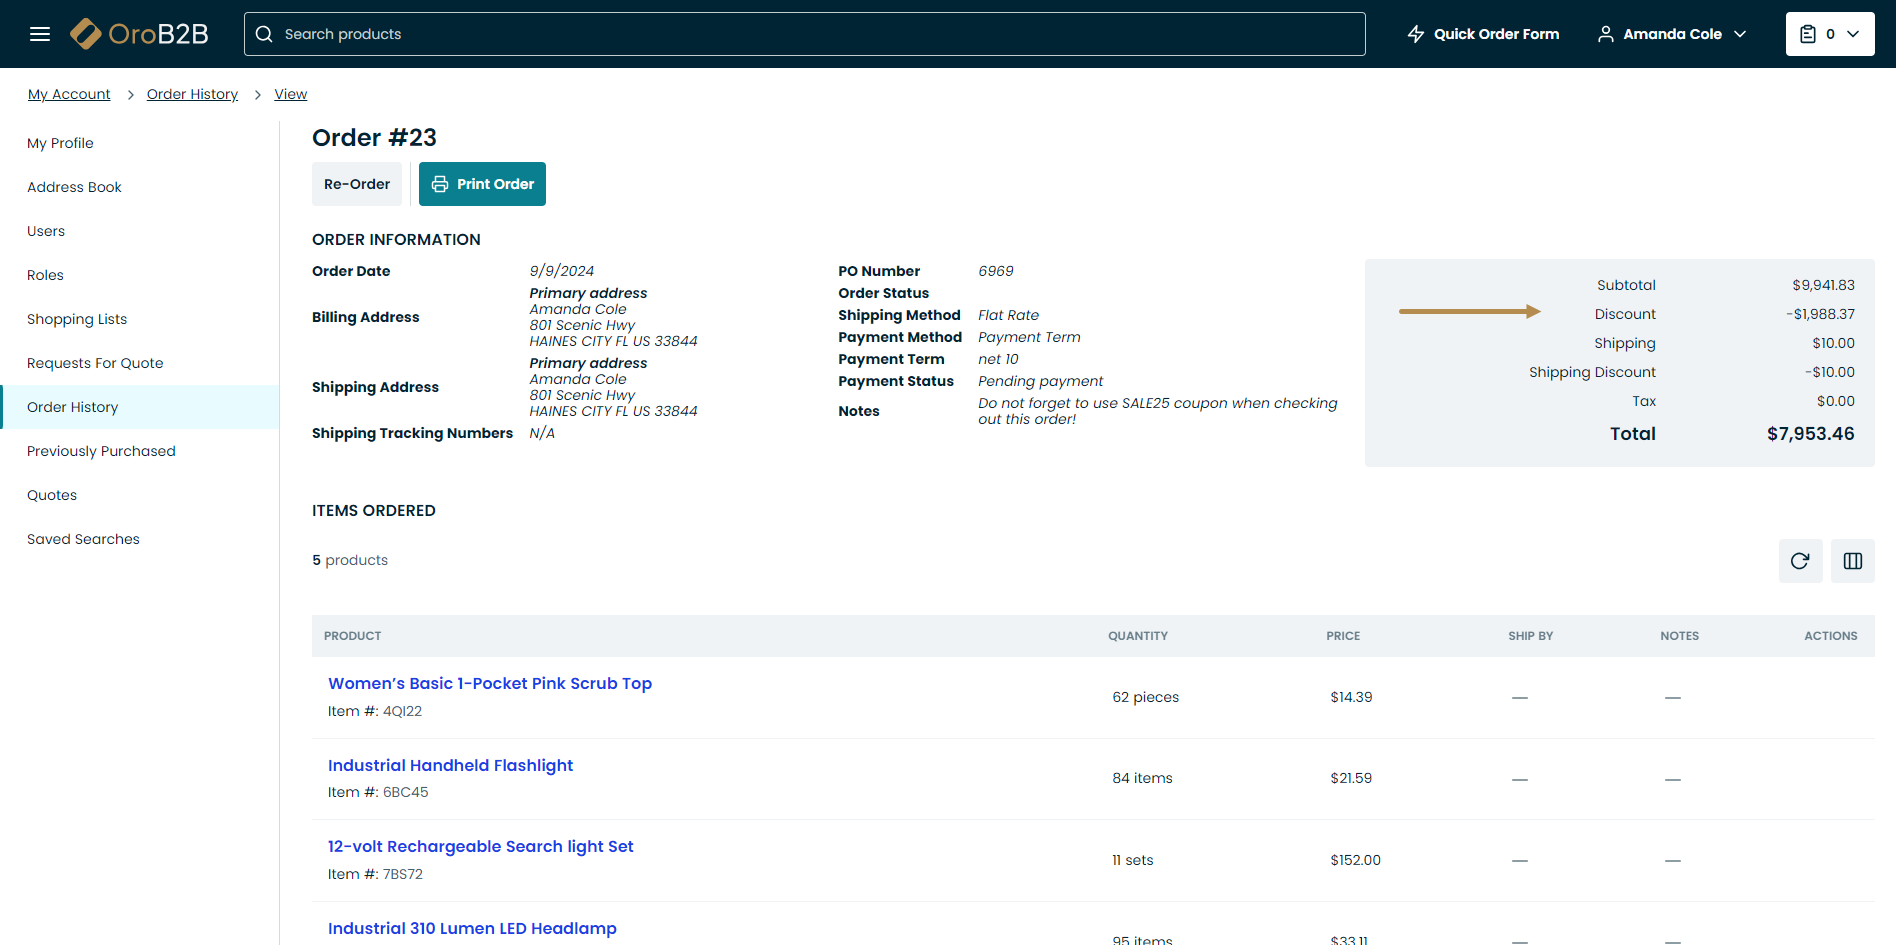 OroB2B
Search products
Quick Order Form
Amanda Cole
0
My Account > Order History > View
My Profile
Address Book
Users
Roles
Shopping Lists
Requests For Quote
Order History
Previously Purchased
Quotes
Saved Searches
Order #23
Re-Order
Print Order
ORDER INFORMATION
Order Date 9/9/2024
Billing Address Primary address
Amanda Cole
801 Scenic Hwy
HAINES CITY FL US 33844
Shipping Address Primary address
Amanda Cole
801 Scenic Hwy
HAINES CITY FL US 33844
Shipping Tracking Numbers N/A
PO Number 6969
Order Status
Shipping Method Flat Rate
Payment Method Payment Term
Payment Term net 10
Payment Status Pending payment
Notes Do not forget to use SALE25 coupon when checking
out this order!
Subtotal $9,941.83
Discount -$1,988.37
Shipping $10.00
Shipping Discount -$10.00
Tax $0.00
Total $7,953.46
ITEMS ORDERED
5 products
PRODUCT QUANTITY PRICE SHIP BY NOTES ACTIONS
Women’s Basic 1-Pocket Pink Scrub Top
Item #: 4QI22
62 pieces $14.39 — —
Industrial Handheld Flashlight
Item #: 6BC45
84 items $21.59 — —
12-volt Rechargeable Search light Set
Item #: 7BS72
11 sets $152.00 — —
Industrial 310 Lumen LED Headlamp
95 items $33.11 — —